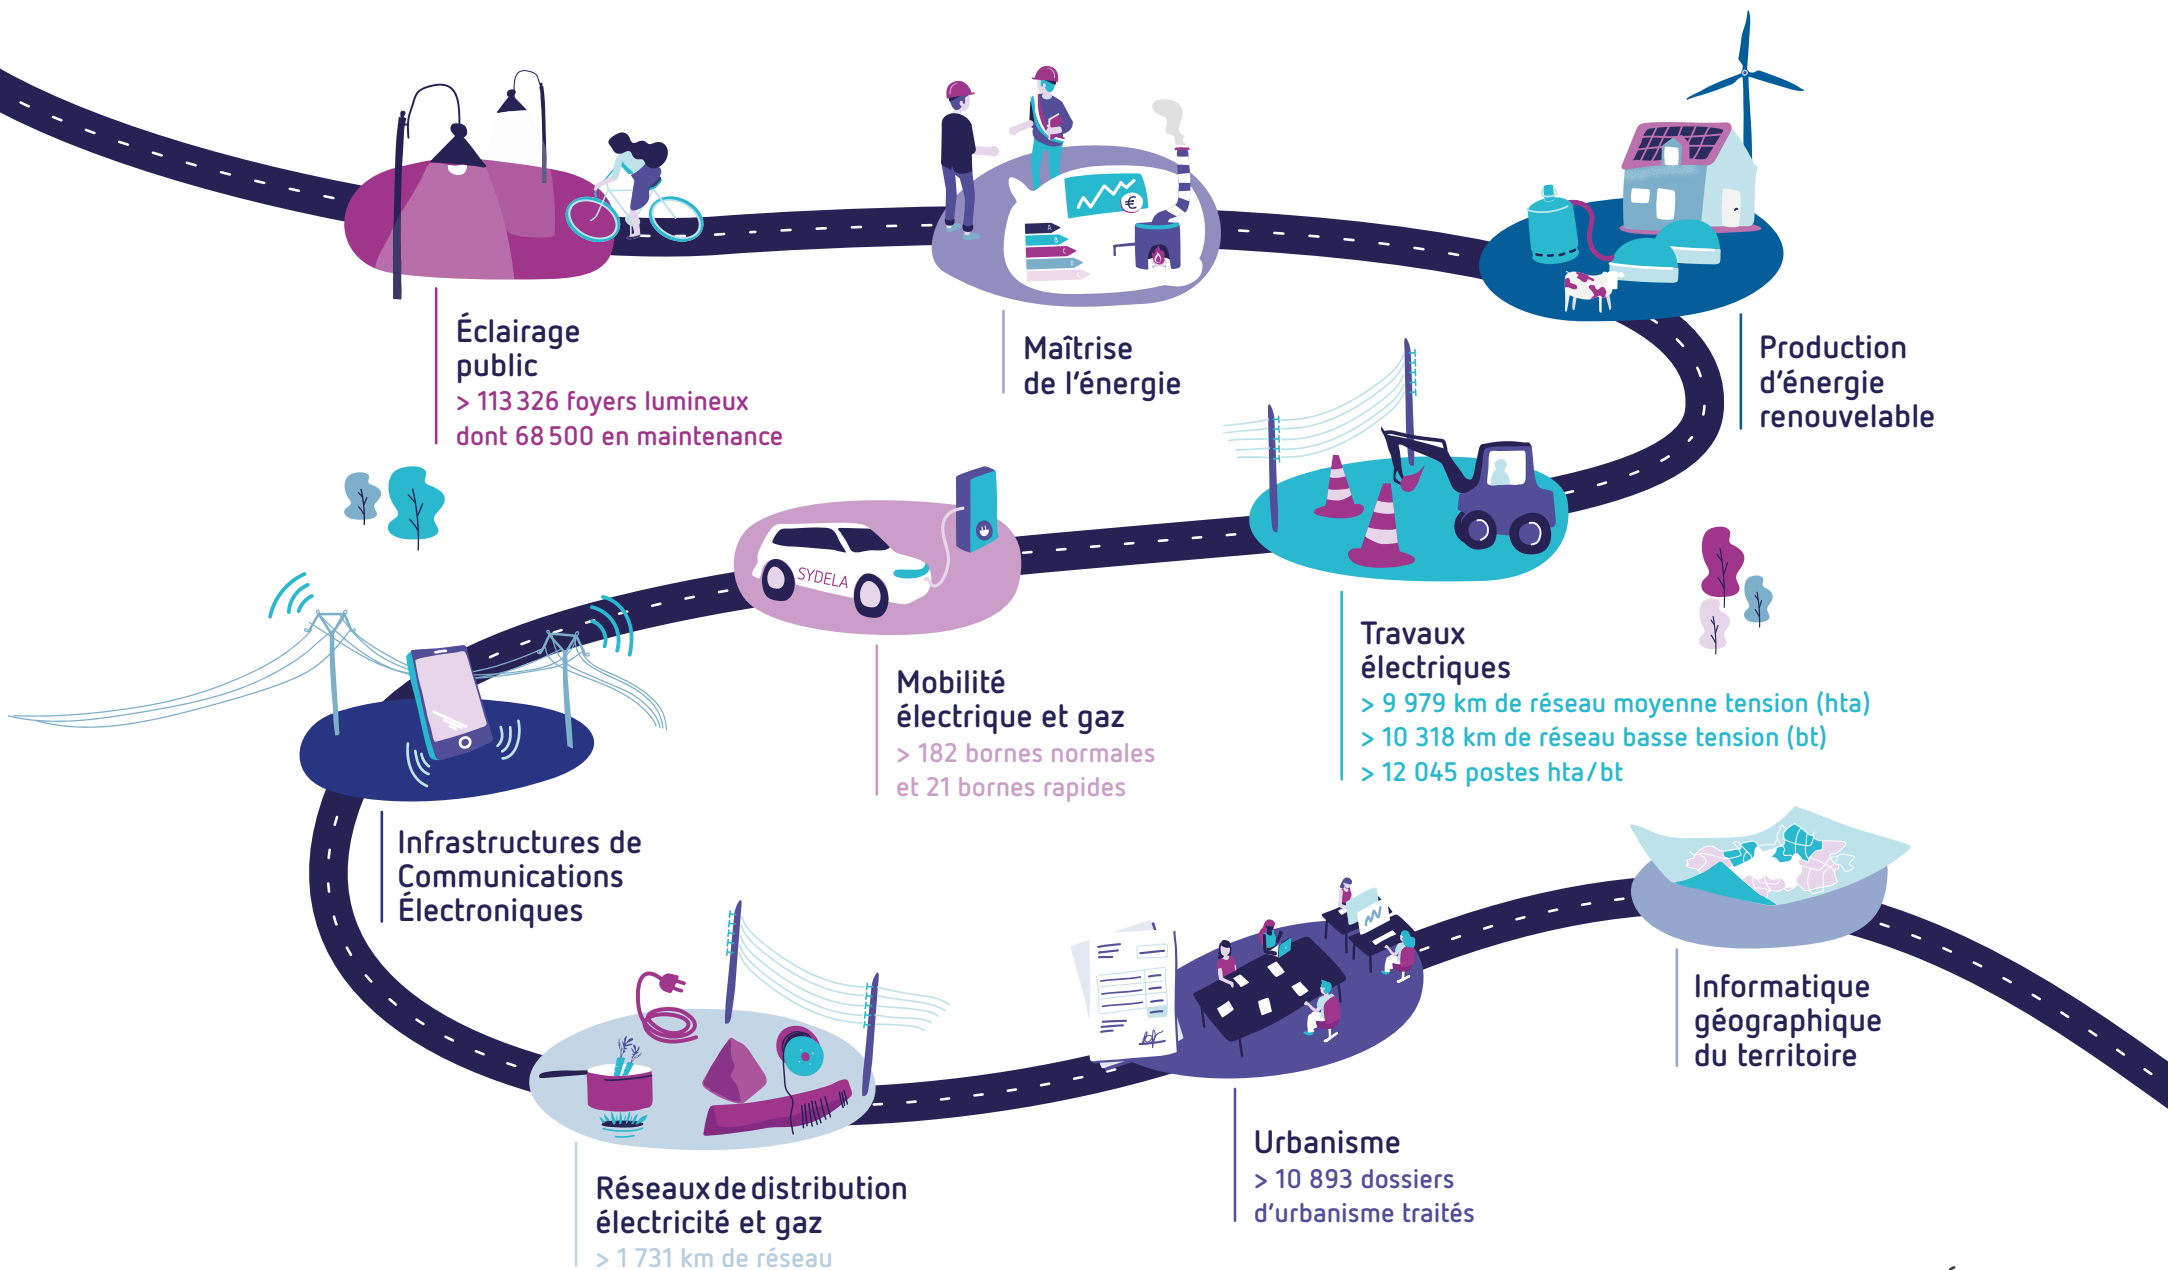 Éclairage
public
> 113 326 foyers lumineux
dont 68 500 en maintenance
Maîtrise
de l'énergie
A
B
C
D
€
Production
d'énergie
renouvelable
Travaux
électriques
> 9 979 km de réseau moyenne tension (hta)
> 10 318 km de réseau basse tension (bt)
> 12 045 postes hta/bt
SYDELA
Mobilité
électrique et gaz
> 182 bornes normales
et 21 bornes rapides
Infrastructures de
Communications
Électroniques
Réseaux de distribution
électricité et gaz
> 1 731 km de réseau
Urbanisme
> 10 893 dossiers
d'urbanisme traités
Informatique
géographique
du territoire